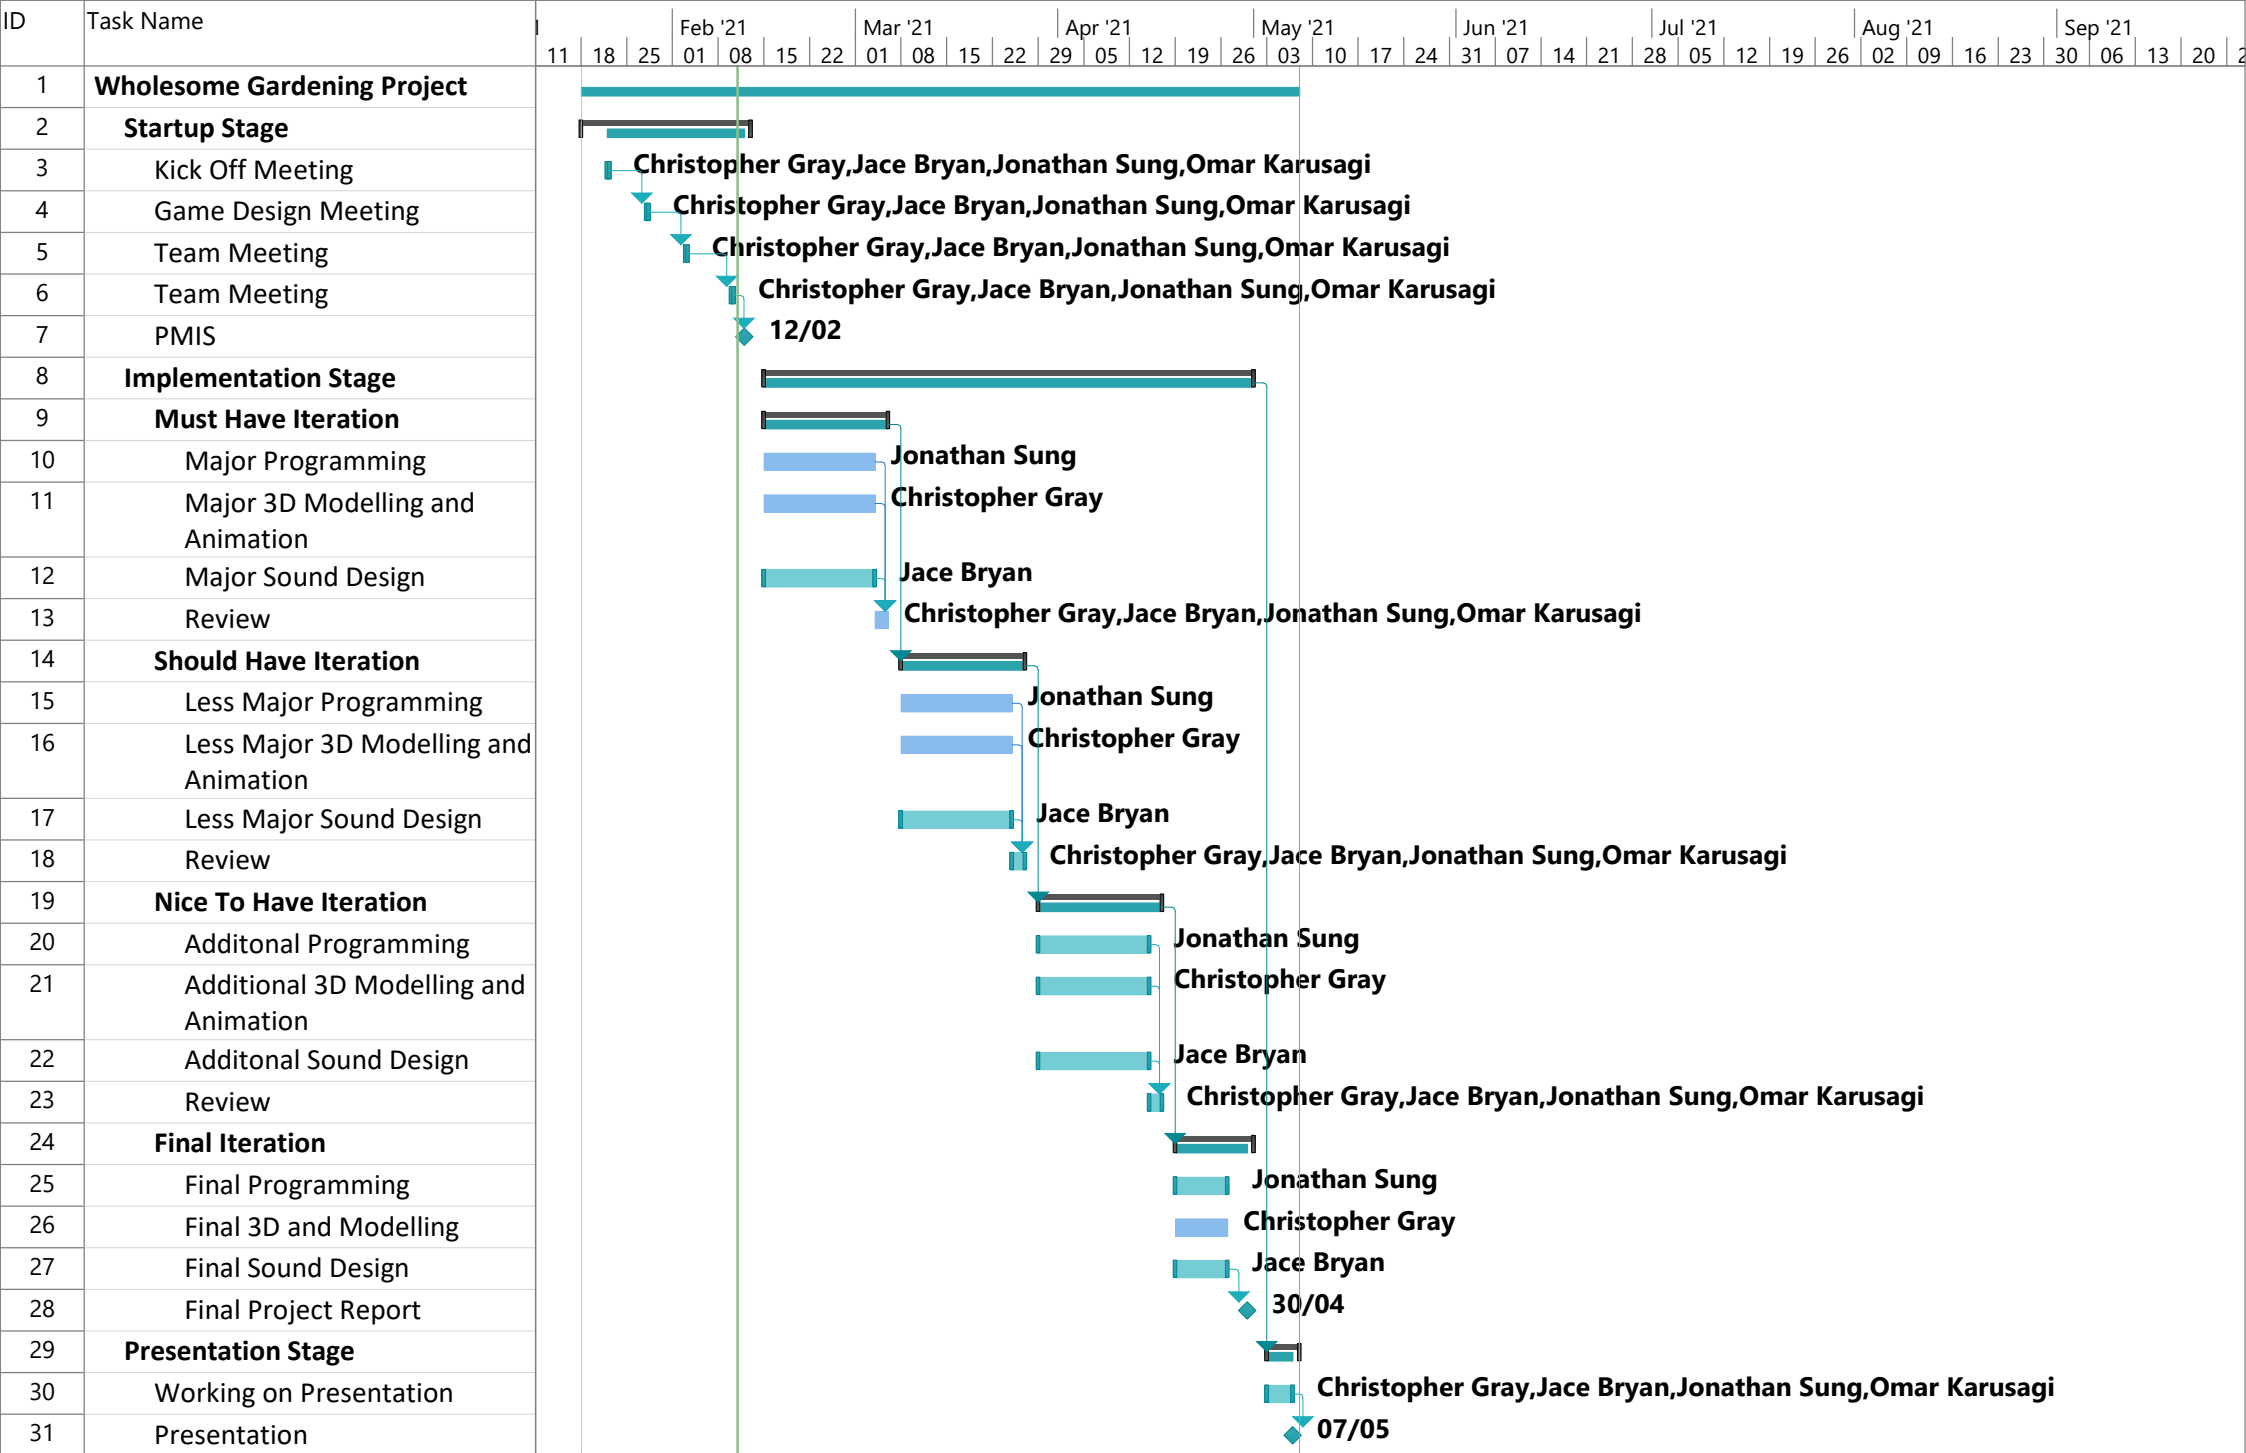 ID Task Name Feb '21 Mar '21 Apr '21 May '21 Jun '21 Jul '21 Aug '21 Sep '21
11 18 25 01 08 15 22 01 08 15 22 29 05 12 19 26 03 10 17 24 31 07 14 21 28 05 12 19 26 02 09 16 23 30 06 13 20
1 Wholesome Gardening Project
2 Startup Stage
3 Kick Off Meeting Christopher Gray,Jace Bryan,Jonathan Sung,Omar Karusagi
4 Game Design Meeting Christopher Gray,Jace Bryan,Jonathan Sung,Omar Karusagi
5 Team Meeting Christopher Gray,Jace Bryan,Jonathan Sung,Omar Karusagi
6 Team Meeting Christopher Gray,Jace Bryan,Jonathan Sung,Omar Karusagi
7 PMIS 12/02
8 Implementation Stage
9 Must Have Iteration
10 Major Programming Jonathan Sung
11 Major 3D Modelling and Christopher Gray
Animation
12 Major Sound Design Jace Bryan
13 Review Christopher Gray,Jace Bryan,Jonathan Sung,Omar Karusagi
14 Should Have Iteration
15 Less Major Programming Jonathan Sung
16 Less Major 3D Modelling and Christopher Gray
Animation
17 Less Major Sound Design Jace Bryan
18 Review Christopher Gray,Jace Bryan,Jonathan Sung,Omar Karusagi
19 Nice To Have Iteration
20 Additonal Programming Jonathan Sung
21 Additional 3D Modelling and Christopher Gray
Animation
22 Additonal Sound Design Jace Bryan
23 Review Christopher Gray,Jace Bryan,Jonathan Sung,Omar Karusagi
24 Final Iteration
25 Final Programming Jonathan Sung
26 Final 3D and Modelling Christopher Gray
27 Final Sound Design Jace Bryan
28 Final Project Report 30/04
29 Presentation Stage
30 Working on Presentation Christopher Gray,Jace Bryan,Jonathan Sung,Omar Karusagi
31 Presentation 07/05